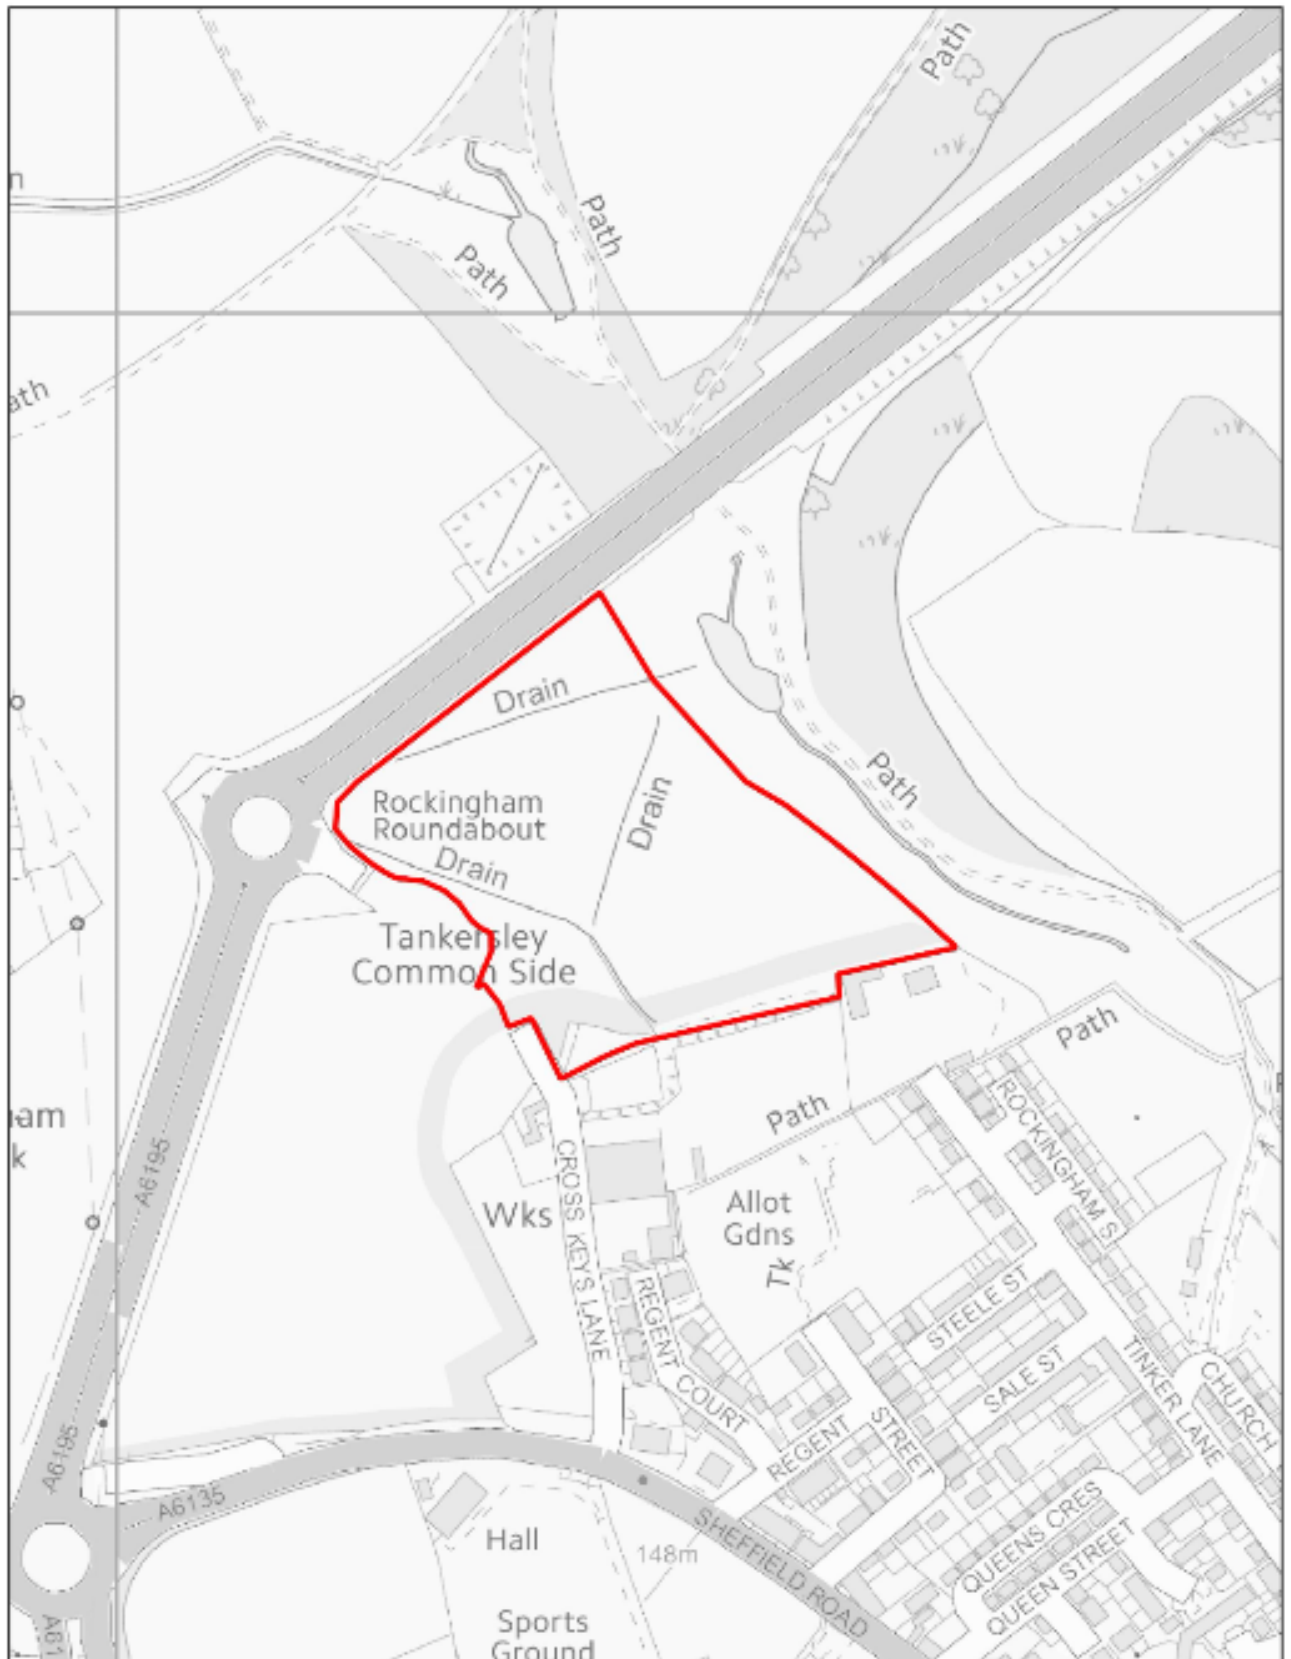 Path
n
Path
Path
ath
Drain
Path
Rockingham
Roundabout
Drain
Drain
Tankersley
Common Side
Path
ROCKINGHAM S
am
k
Path
A6195
CROSS KEYS LANE
Wks
Allot
Gdns
Tk
REGENT COURT
STEELE ST
SALE ST
TINKER LANE
CHURCH
REGENT
STREET
A6195
A6135
SHEFFIELD ROAD
QUEENS CRES
QUEEN STREET
Hall
148m
A61
Sports
Ground